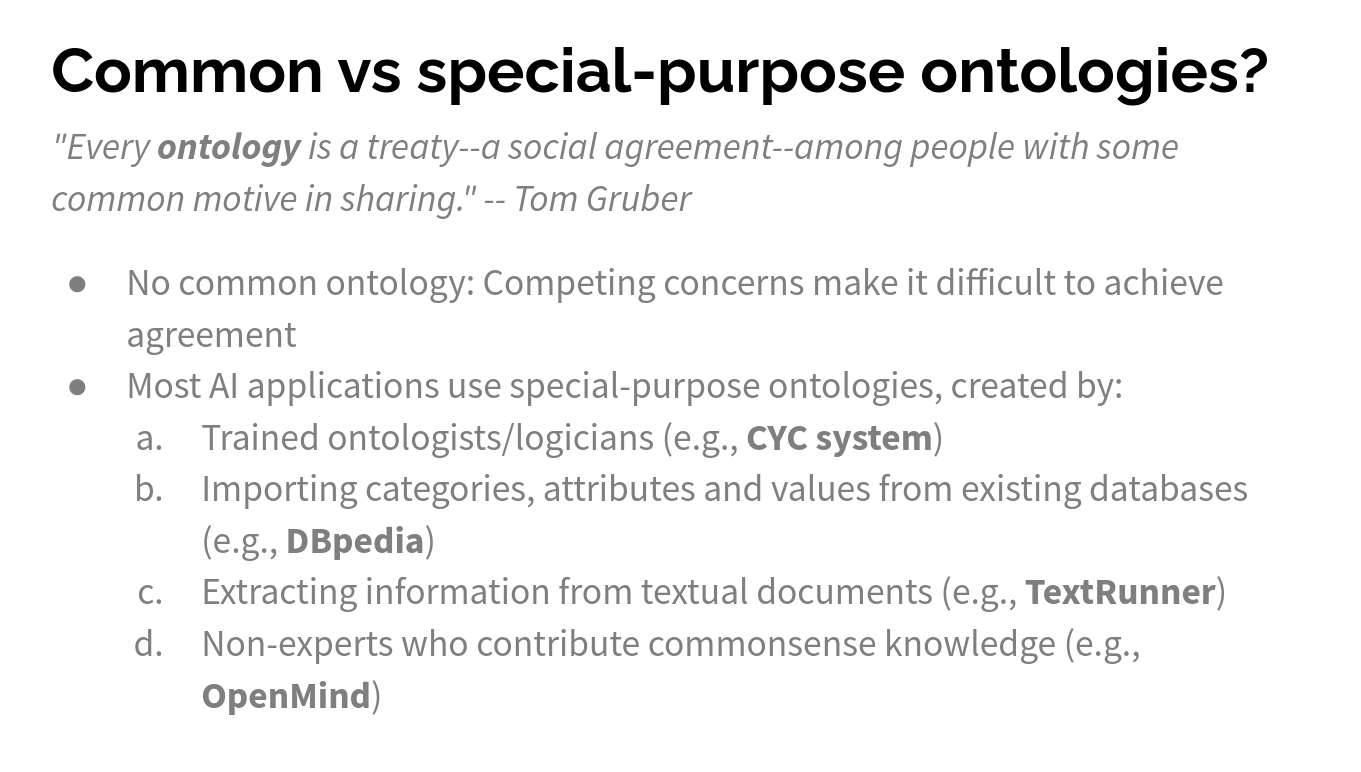 Common vs special-purpose ontologies?
"Every ontology is a treaty--a social agreement--among people with some
common motive in sharing." -- Tom Gruber
● No common ontology: Competing concerns make it difficult to achieve
agreement
● Most AI applications use special-purpose ontologies, created by:
a. Trained ontologists/logicians (e.g., CYC system)
b. Importing categories, attributes and values from existing databases
(e.g., DBpedia)
c. Extracting information from textual documents (e.g., TextRunner)
d. Non-experts who contribute commonsense knowledge (e.g.,
OpenMind)